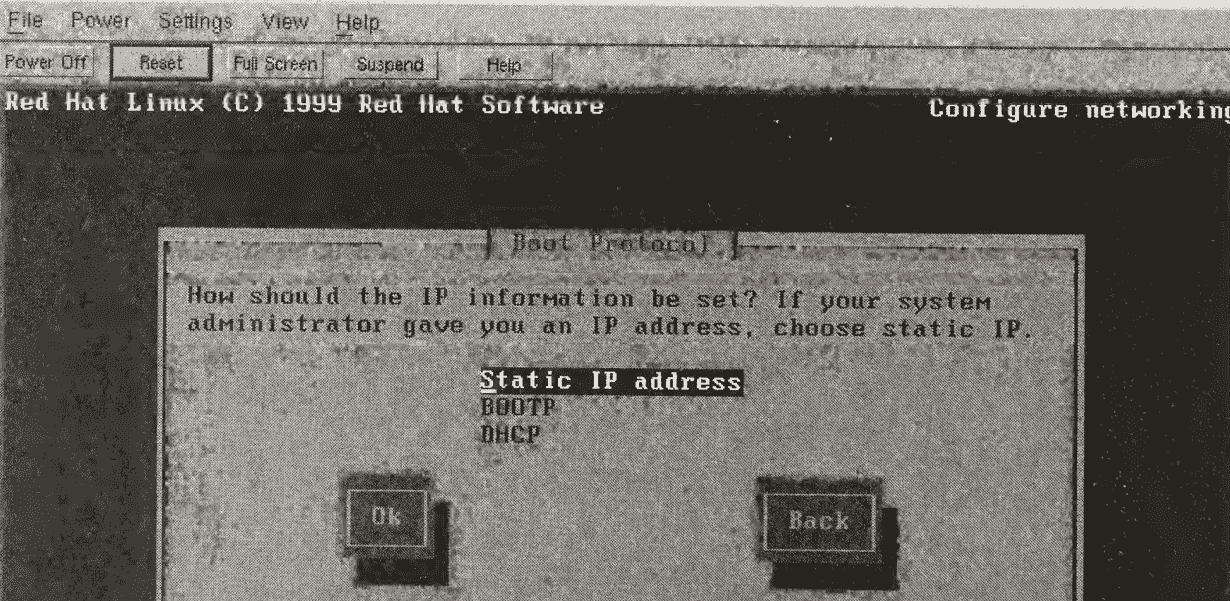 File Power Settings View Help
Power Off Reset Full Screen Suspend Help
Red Hat Linux (C) 1999 Red Hat Software Configure networking
Boot Protocol
How should the IP information be set? If your system
administrator gave you an IP address, choose static IP.
Static IP address
BOOTP
DHCP
Ok Back